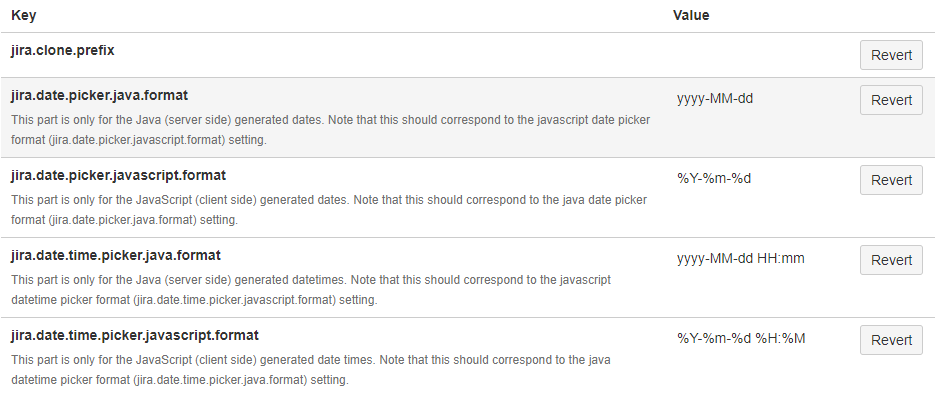 Key Value
jira.clone.prefix Revert
jira.date.picker.java.format yyyy-MM-dd Revert
This part is only for the Java (server side) generated dates. Note that this should correspond to the javascript date picker
format (jira.date.picker.javascript.format) setting.
jira.date.picker.javascript.format %Y-%m-%d Revert
This part is only for the JavaScript (client side) generated dates. Note that this should correspond to the java date picker
format (jira.date.picker.java.format) setting.
jira.date.time.picker.java.format yyyy-MM-dd HH:mm Revert
This part is only for the Java (server side) generated datetimes. Note that this should correspond to the javascript
datetime picker format (jira.date.time.picker.javascript.format) setting.
jira.date.time.picker.javascript.format %Y-%m-%d %H:%M Revert
This part is only for the JavaScript (client side) generated date times. Note that this should correspond to the java
datetime picker format (jira.date.time.picker.java.format) setting.